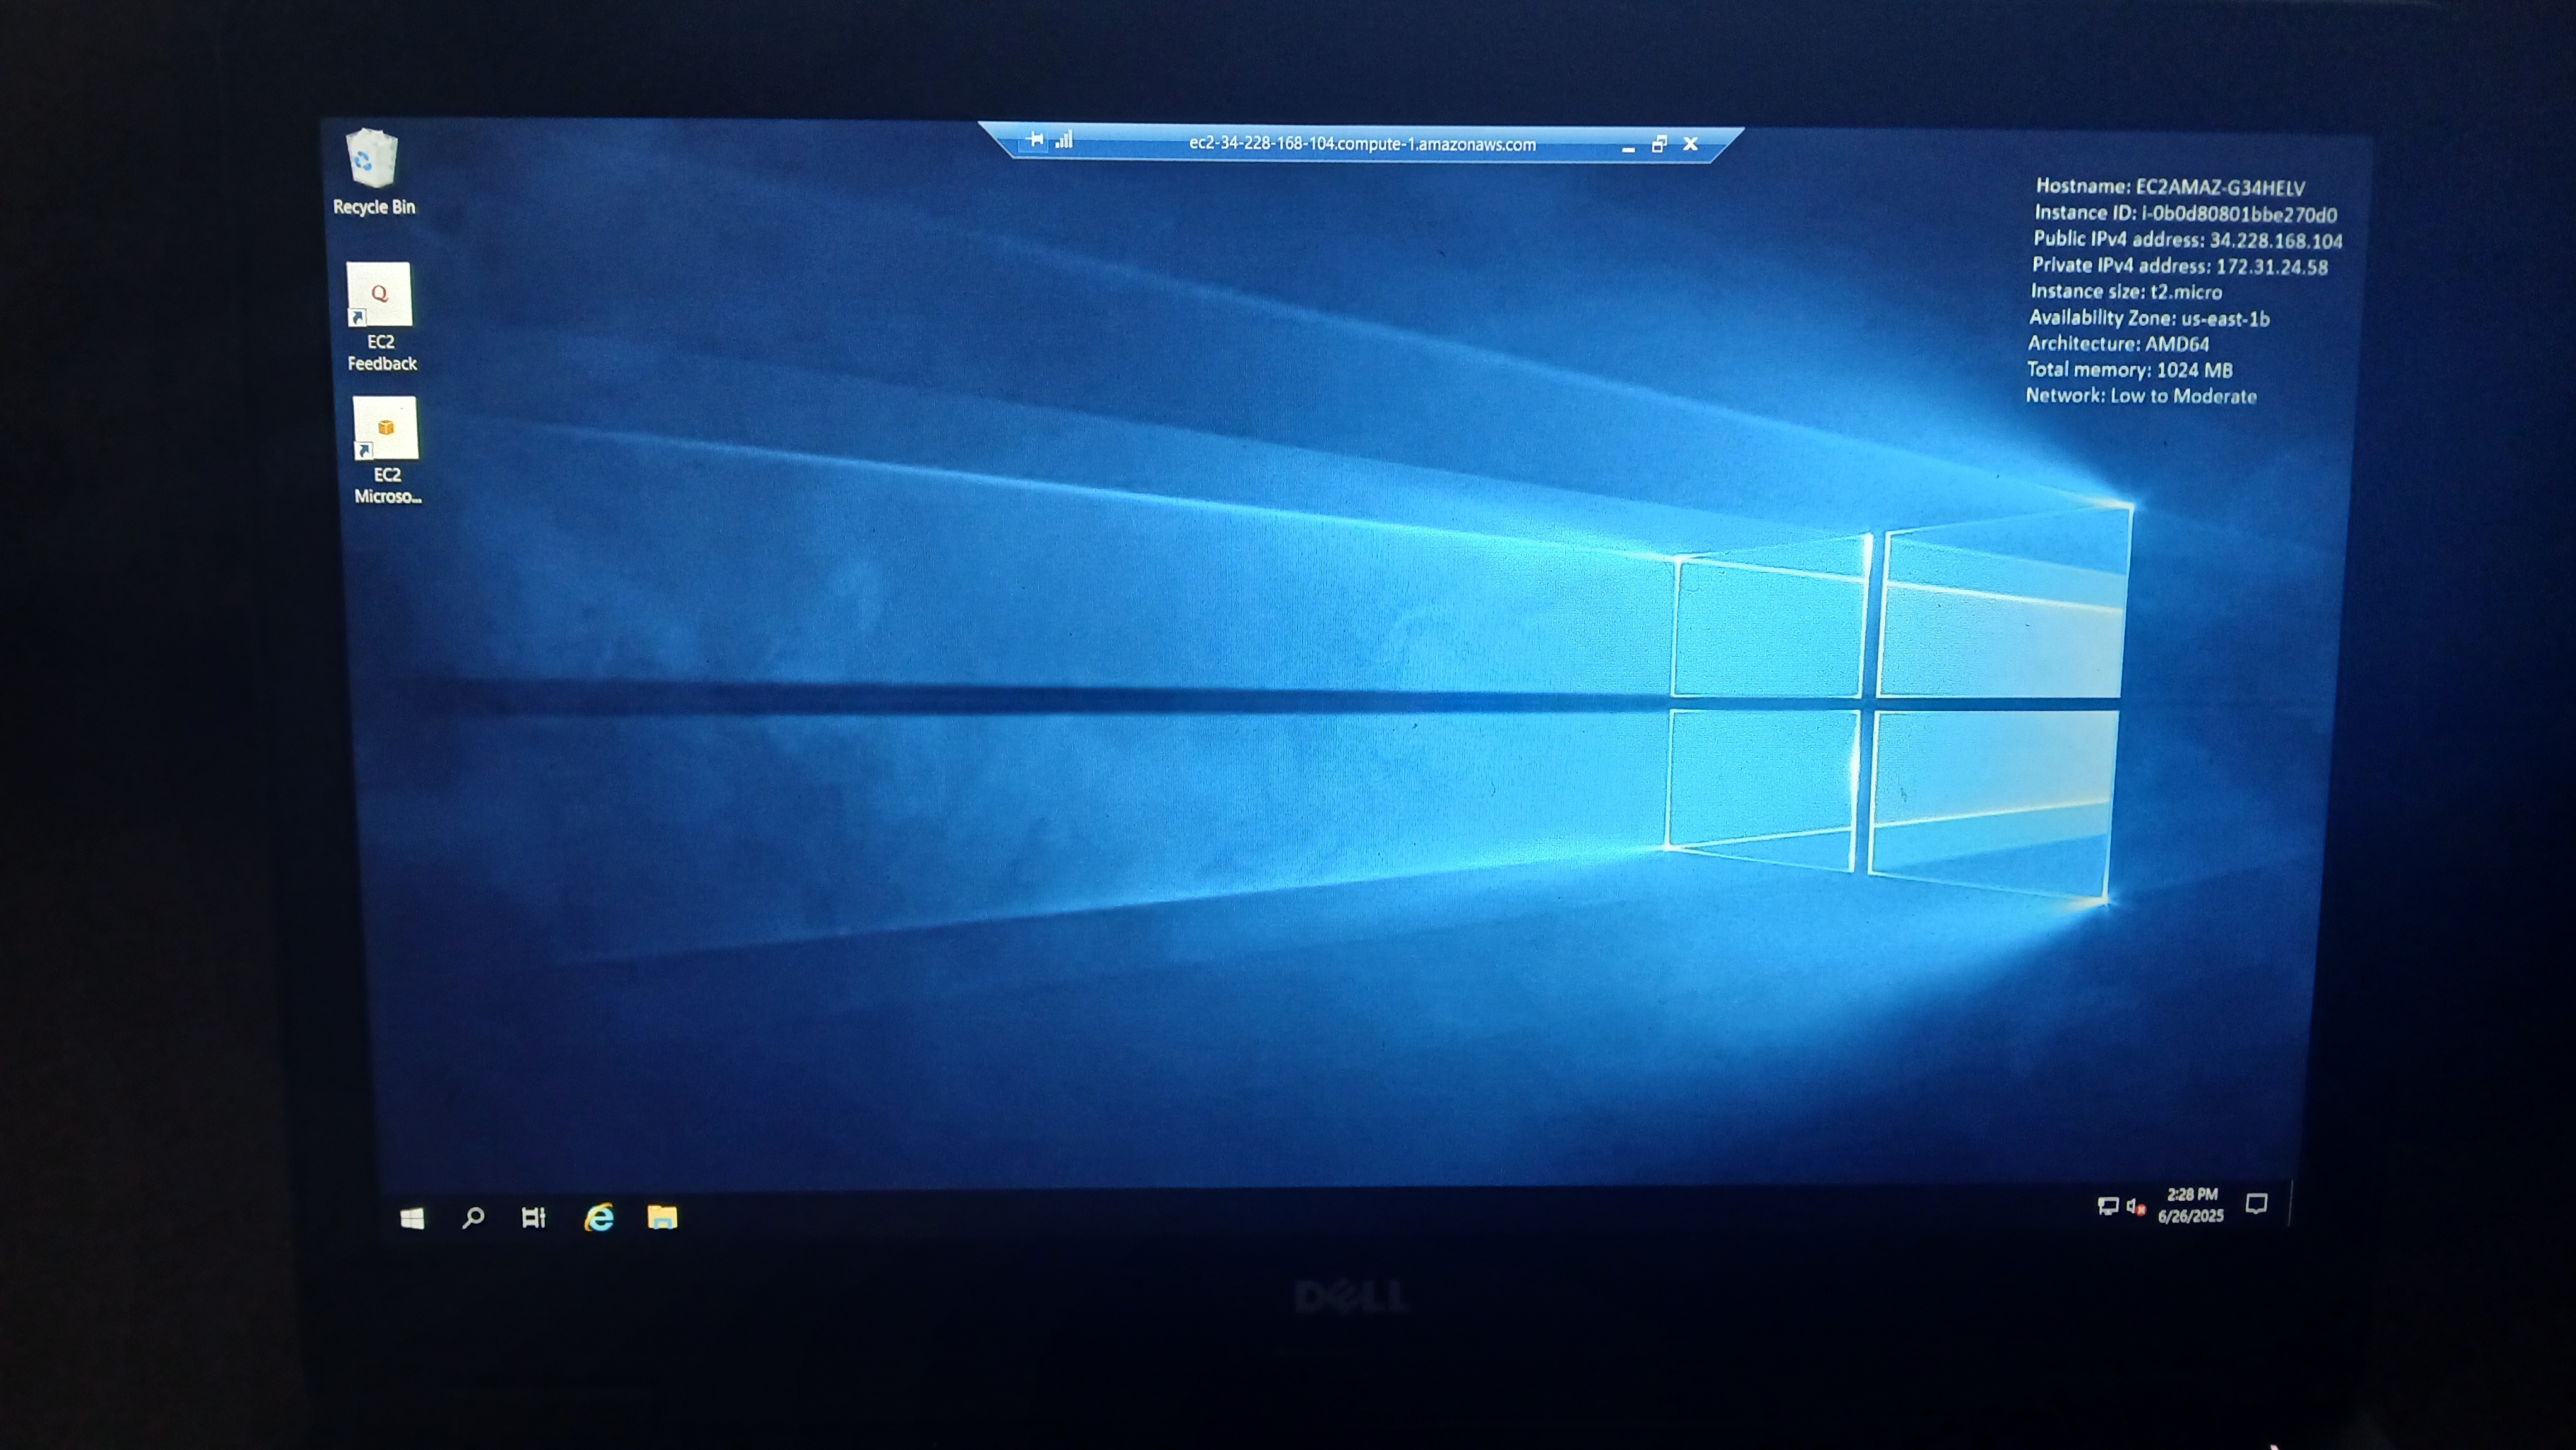 ec2-34-228-168-104.compute-1.amazonaws.com
Recycle Bin
Q
EC2
Feedback
EC2
Microso...
Hostname: EC2AMAZ-G34HELV
Instance ID: i-0b0d80801bbe270d0
Public IPv4 address: 34.228.168.104
Private IPv4 address: 172.31.24.58
Instance size: t2.micro
Availability Zone: us-east-1b
Architecture: AMD64
Total memory: 1024 MB
Network: Low to Moderate
2:28 PM
6/26/2025
DELL